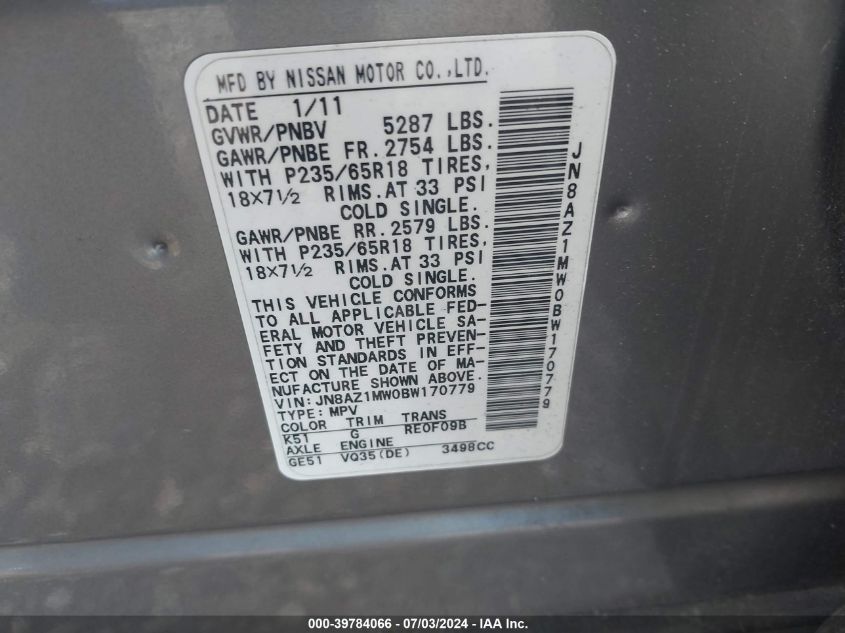 MFD BY NISSAN MOTOR CO.,LTD.
DATE 1/11
GVWR/PNBV 5287 LBS.
GAWR/PNBE FR. 2754 LBS.
WITH P235/65R18 TIRES,
18X7½ RIMS.AT 33 PSI
COLD SINGLE.
GAWR/PNBE RR. 2579 LBS.
WITH P235/65R18 TIRES,
18X7½ RIMS.AT 33 PSI
COLD SINGLE.
THIS VEHICLE CONFORMS
TO ALL APPLICABLE FED-
ERAL MOTOR VEHICLE SA-
FETY AND THEFT PREVEN-
TION STANDARDS IN EFF-
ECT ON THE DATE OF MA-
NUFACTURE SHOWN ABOVE.
VIN: JN8AZ1MW0BW170779
TYPE: MPV
COLOR TRIM TRANS
K51 G RE0F09B
AXLE ENGINE
GE51 VQ35(DE) 3498CC
JN8AZ1MW0BW170779
000-39784066 - 07/03/2024 - IAA Inc.